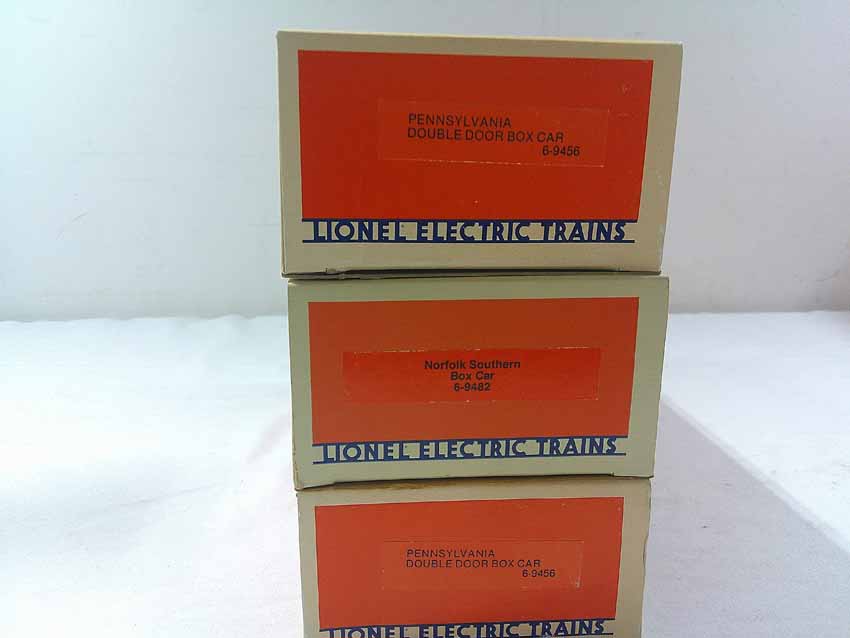 PENNSYLVANIA
DOUBLE DOOR BOX CAR
6-9456
LIONEL ELECTRIC TRAINS
Norfolk Southern
Box Car
6-9482
LIONEL ELECTRIC TRAINS
PENNSYLVANIA
DOUBLE DOOR BOX CAR
6-9456
LIONEL ELECTRIC TRAINS